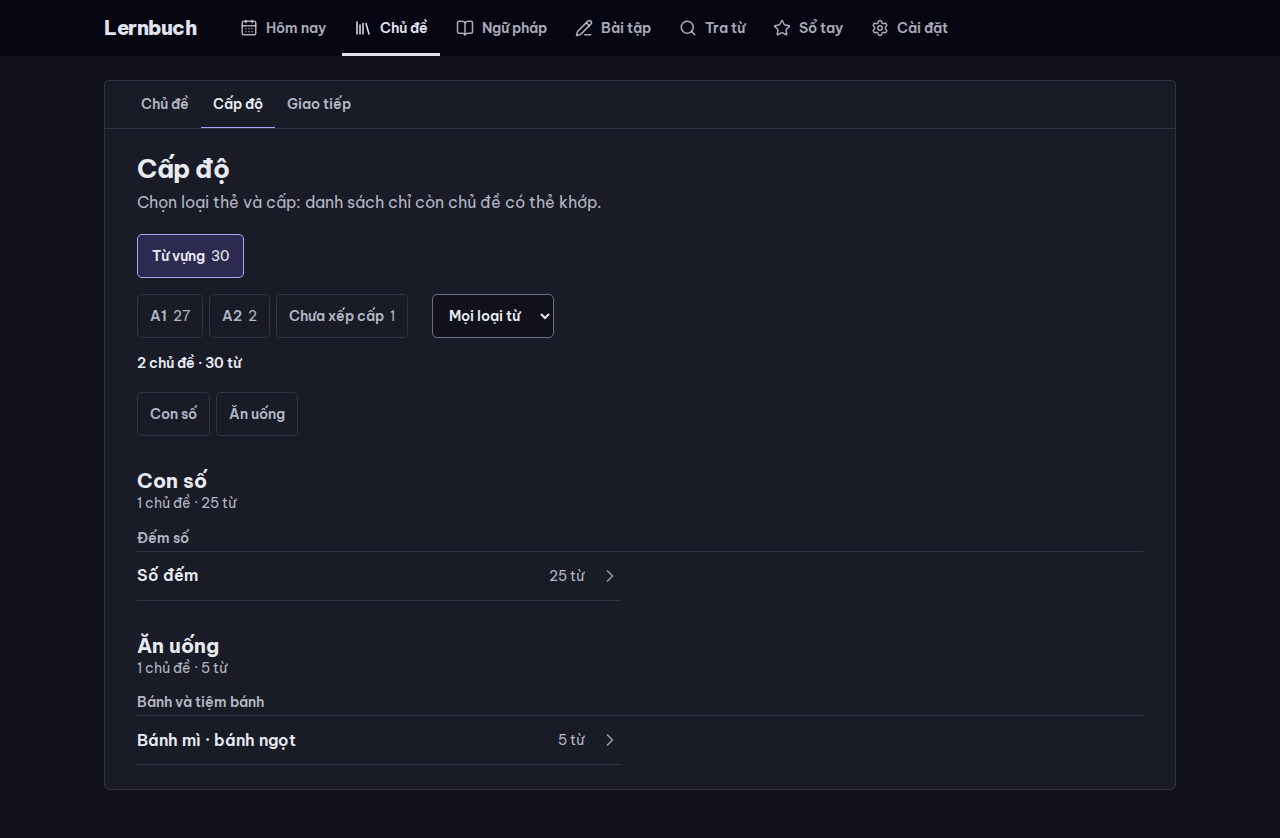 Lernbuch Hôm nay Chủ đề Ngữ pháp Bài tập Tra từ Sổ tay Cài đặt
Chủ đề Cấp độ Giao tiếp
Cấp độ
Chọn loại thẻ và cấp: danh sách chỉ còn chủ đề có thẻ khớp.
Từ vựng 30
A1 27 A2 2 Chưa xếp cấp 1 Mọi loại từ
2 chủ đề · 30 từ
Con số Ăn uống
Con số
1 chủ đề · 25 từ
Đếm số
Số đếm 25 từ
Ăn uống
1 chủ đề · 5 từ
Bánh và tiệm bánh
Bánh mì · bánh ngọt 5 từ